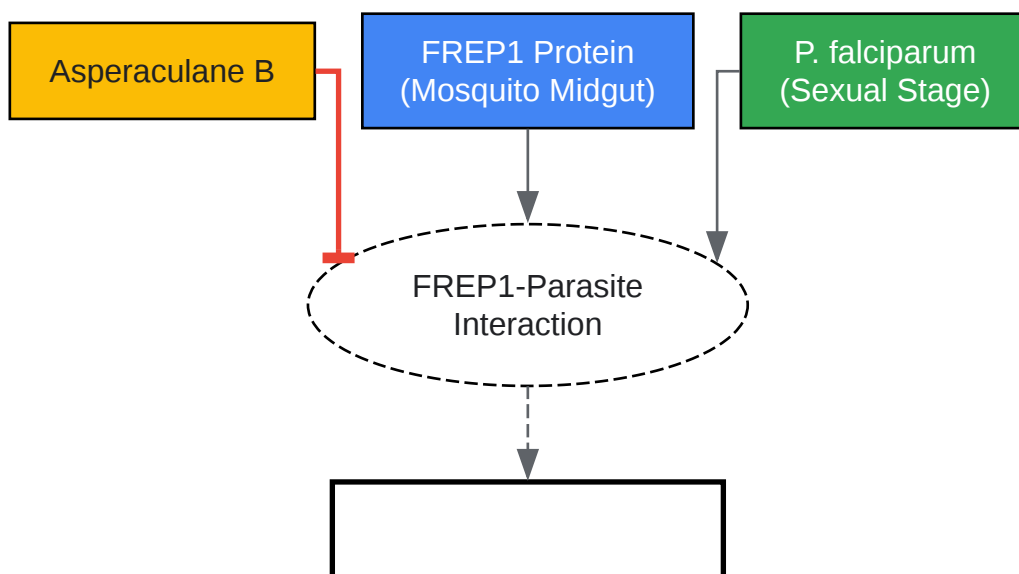 Asperaculane B
FREP1 Protein
(Mosquito Midgut)
P. falciparum
(Sexual Stage)
FREP1-Parasite
Interaction